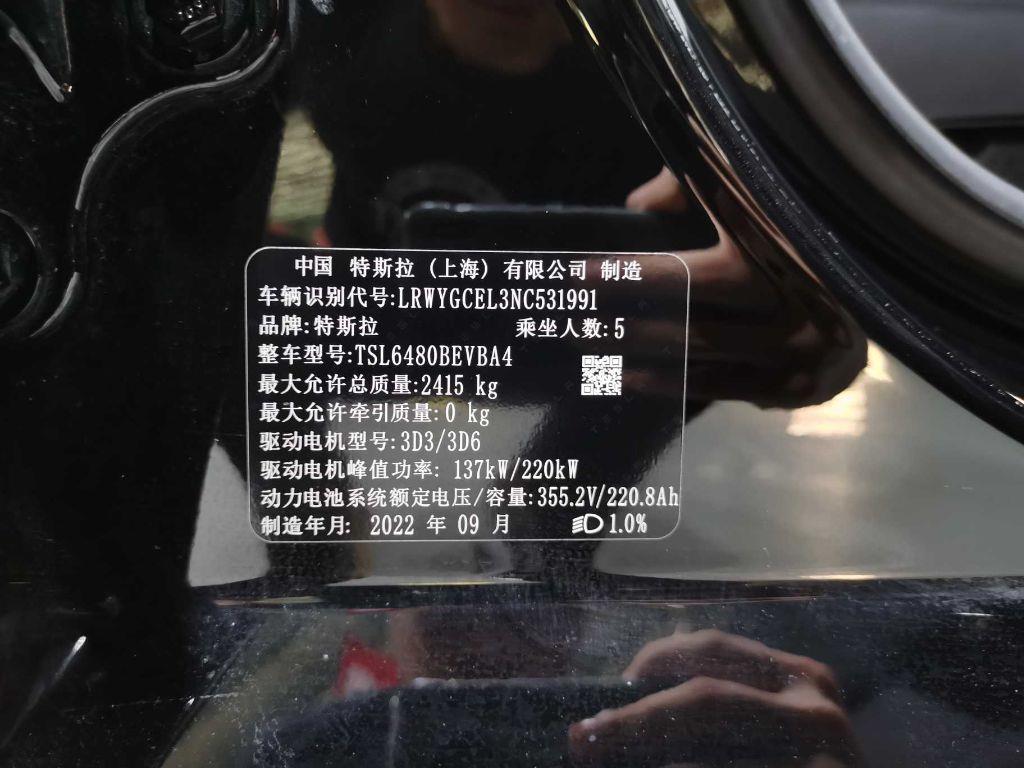 中国 特斯拉 (上海) 有限公司 制造
车辆识别代号:LRWYGCEL3NC531991
品牌:特斯拉 乘坐人数:5
整车型号:TSL6480BEVBA4
最大允许总质量:2415 kg
最大允许牵引质量:0 kg
驱动电机型号:3D3/3D6
驱动电机峰值功率: 137kW/220kW
动力电池系统额定电压/容量:355.2V/220.8Ah
制造年月: 2022 年 09 月 1.0%